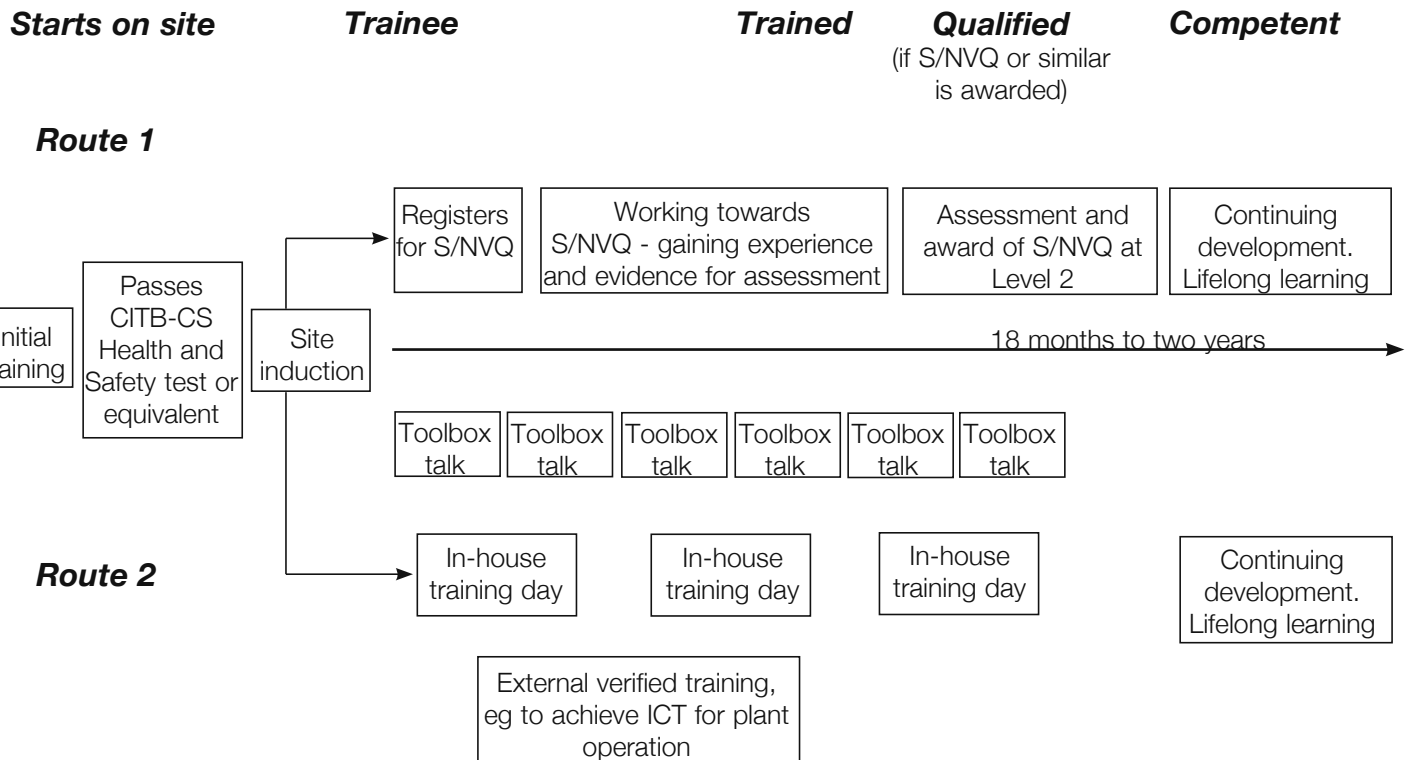 Starts on site
Trainee
Trained
Qualified
(if S/NVQ or similar
is awarded)
Competent
Route 1
nitial
aining
Passes
CITB-CS
Health and
Safety test or
equivalent
Site
induction
Registers
for S/NVQ
Working towards
S/NVQ - gaining experience
and evidence for assessment
Assessment and
award of S/NVQ at
Level 2
Continuing
development.
Lifelong learning
18 months to two years
Toolbox
talk
Toolbox
talk
Toolbox
talk
Toolbox
talk
Toolbox
talk
Toolbox
talk
Route 2
In-house
training day
In-house
training day
In-house
training day
Continuing
development.
Lifelong learning
External verified training,
eg to achieve ICT for plant
operation